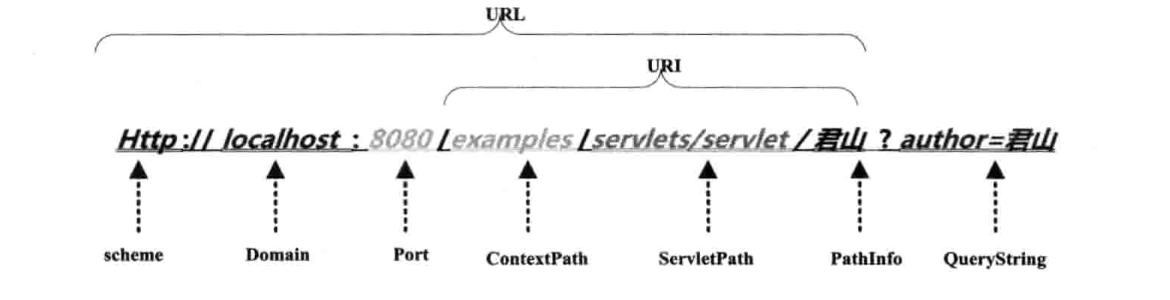 URL
URI
Http:// localhost : 8080 /examples /servlets/servlet / 君山 ? author=君山
scheme Domain Port ContextPath ServletPath PathInfo QueryString